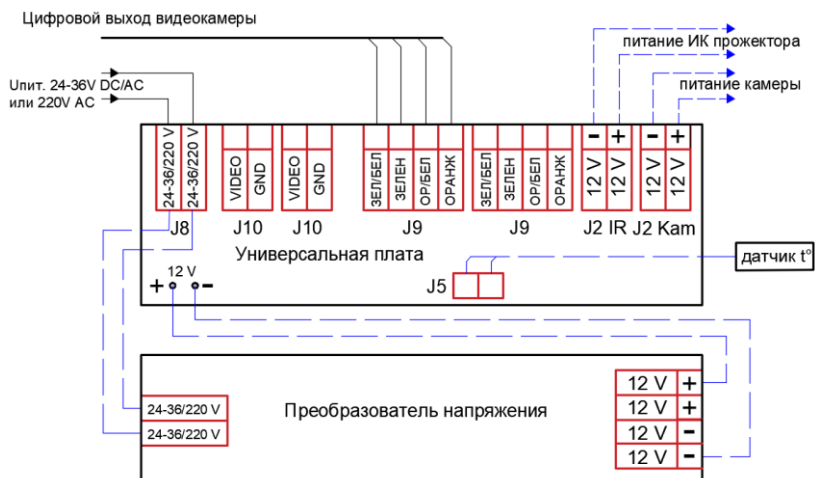 Цифровой выход видеокамеры
питание ИК прожектора
Uпит. 24-36V DC/AC
или 220V AC
питание камеры
24-36/220 V
24-36/220 V
VIDEO
GND
VIDEO
GND
ЗЕЛ/БЕЛ
ЗЕЛЕН
ОР/БЕЛ
ОРАНЖ
ЗЕЛ/БЕЛ
ЗЕЛЕН
ОР/БЕЛ
ОРАНЖ
- +
12 V
12 V
- +
12 V
12 V
J8
J10
J10
J9
J9
J2 IR
J2 Kam
Универсальная плата
датчик t°
12 V
+ -
J5
12 V +
12 V +
12 V -
12 V -
24-36/220 V
24-36/220 V
Преобразователь напряжения